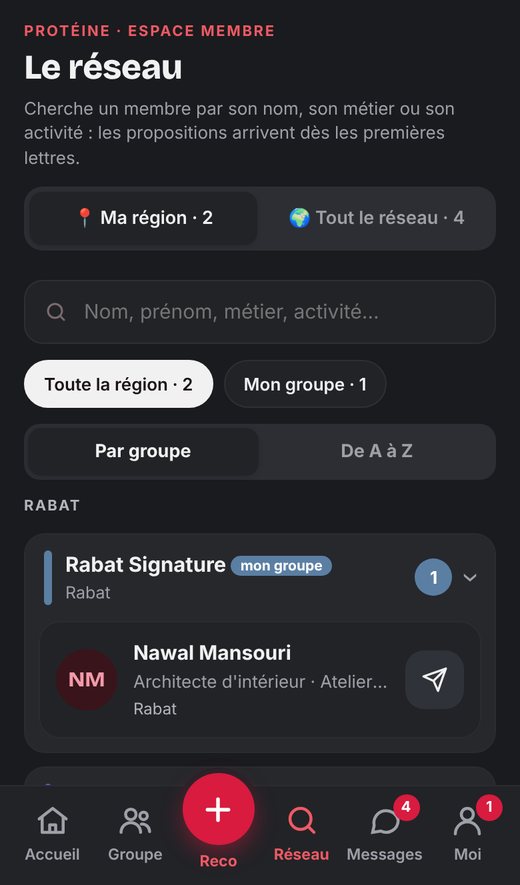 PROTÉINE · ESPACE MEMBRE
Le réseau
Cherche un membre par son nom, son métier ou son
activité : les propositions arrivent dès les premières
lettres.
Ma région · 2
Tout le réseau · 4
Nom, prénom, métier, activité...
Toute la région · 2
Mon groupe · 1
Par groupe
De A à Z
RABAT
Rabat Signature mon groupe
Rabat
1
NM
Nawal Mansouri
Architecte d'intérieur · Atelier...
Rabat
Accueil
Groupe
Reco
Réseau
4
Messages
1
Moi